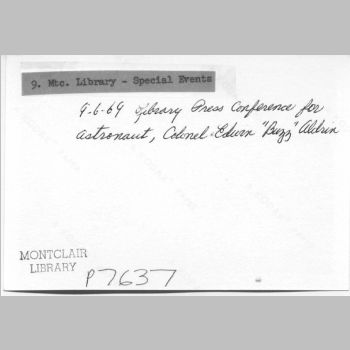 9. Mtc. Library - Special Events
9-6-69 Library Press Conference for
astronaut, Colonel Edwin "Buzz" Aldrin
MONTCLAIR
LIBRARY
P7637